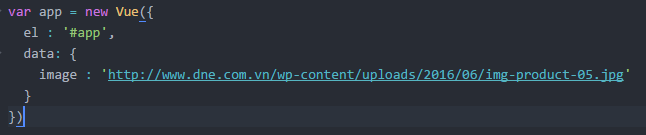 var app = new Vue({
  el : '#app',
  data: {
    image : 'http://www.dne.com.vn/wp-content/uploads/2016/06/img-product-05.jpg'
  }
})